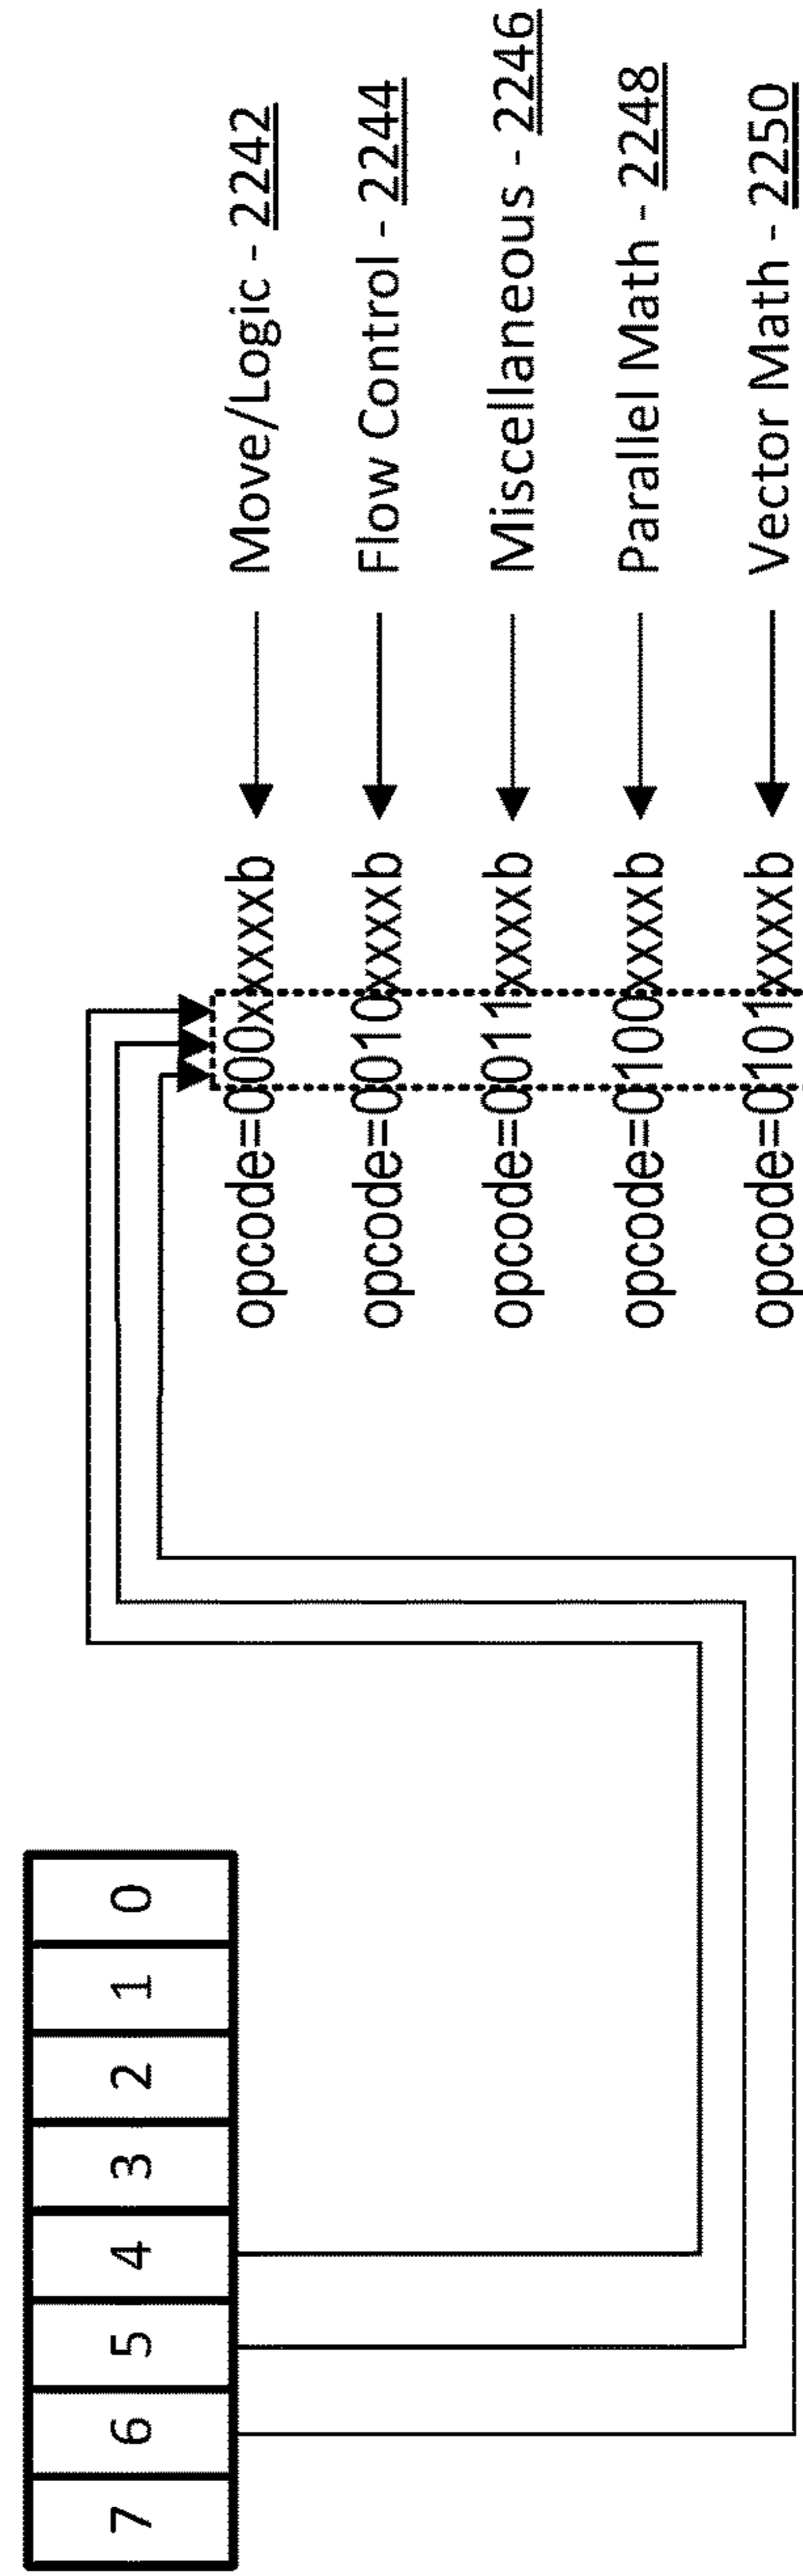 7 6 5 4 3 2 1 0
opcode=000xxxxxb Move/Logic - 2242
opcode=0010xxxxb Flow Control - 2244
opcode=0011xxxxb Miscellaneous - 2246
opcode=0100xxxxb Parallel Math - 2248
opcode=0101xxxxb Vector Math - 2250